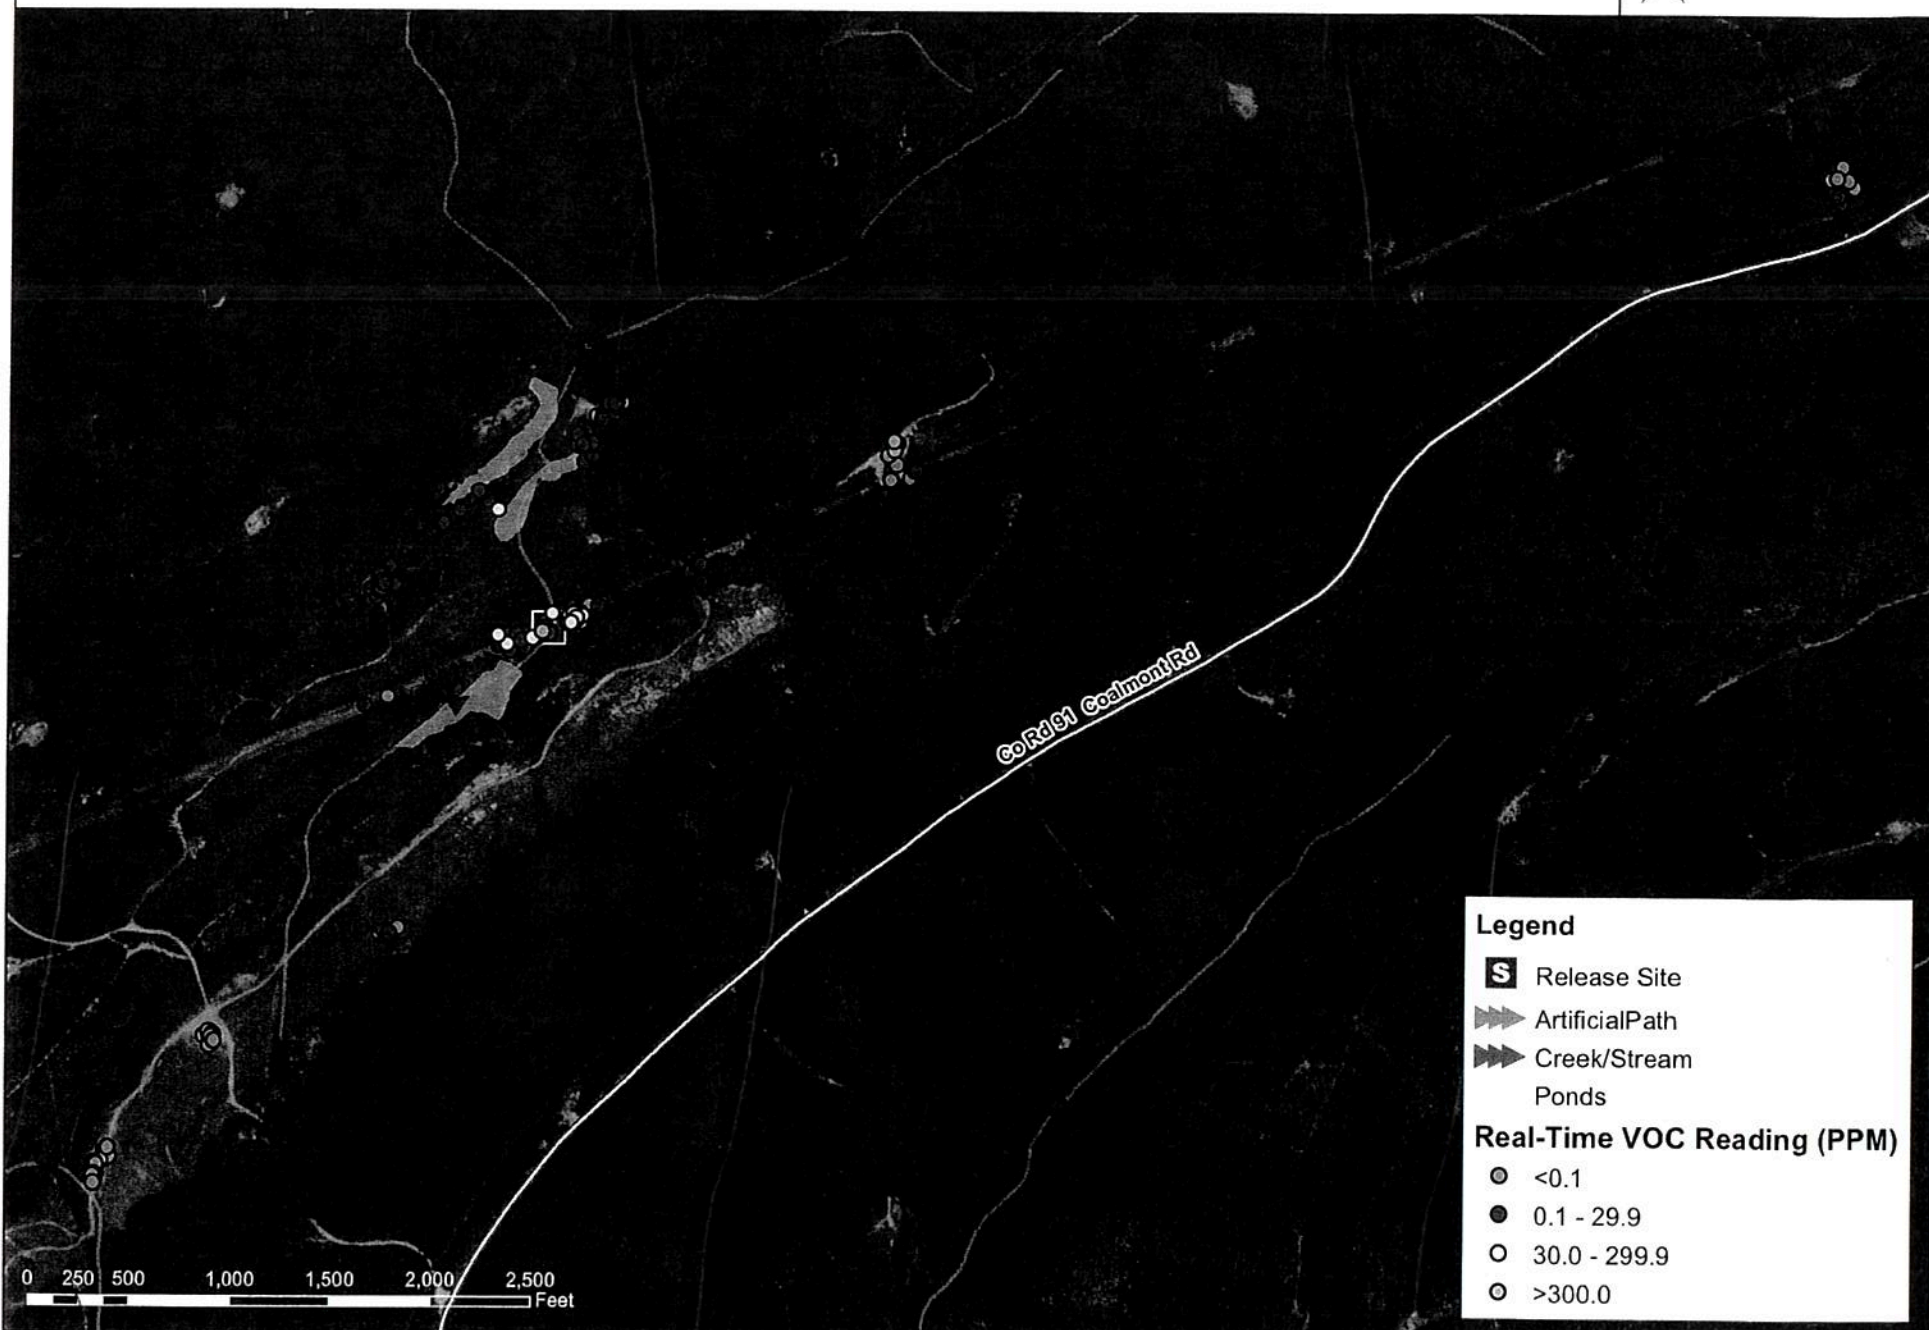 Co Rd 91 Coalmont Rd
Legend
S Release Site
ArtificialPath
Creek/Stream
Ponds
Real-Time VOC Reading (PPM)
<0.1
0.1 - 29.9
30.0 - 299.9
>300.0
0 250 500 1,000 1,500 2,000 2,500
Feet